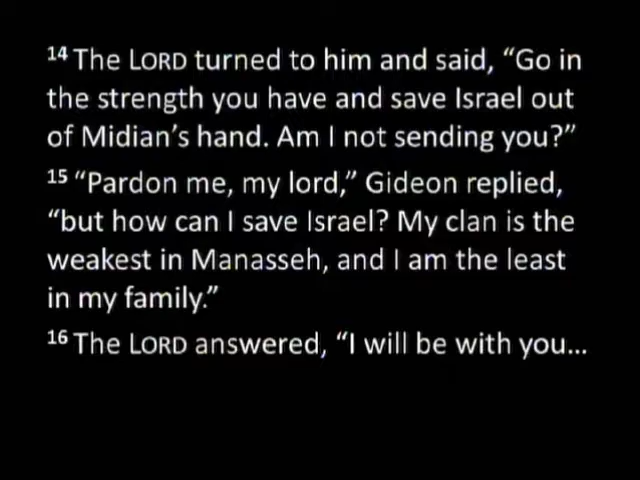 14 The LORD turned to him and said, “Go in
the strength you have and save Israel out
of Midian’s hand. Am I not sending you?”
15 “Pardon me, my lord,” Gideon replied,
“but how can I save Israel? My clan is the
weakest in Manasseh, and I am the least
in my family.”
16 The LORD answered, “I will be with you…